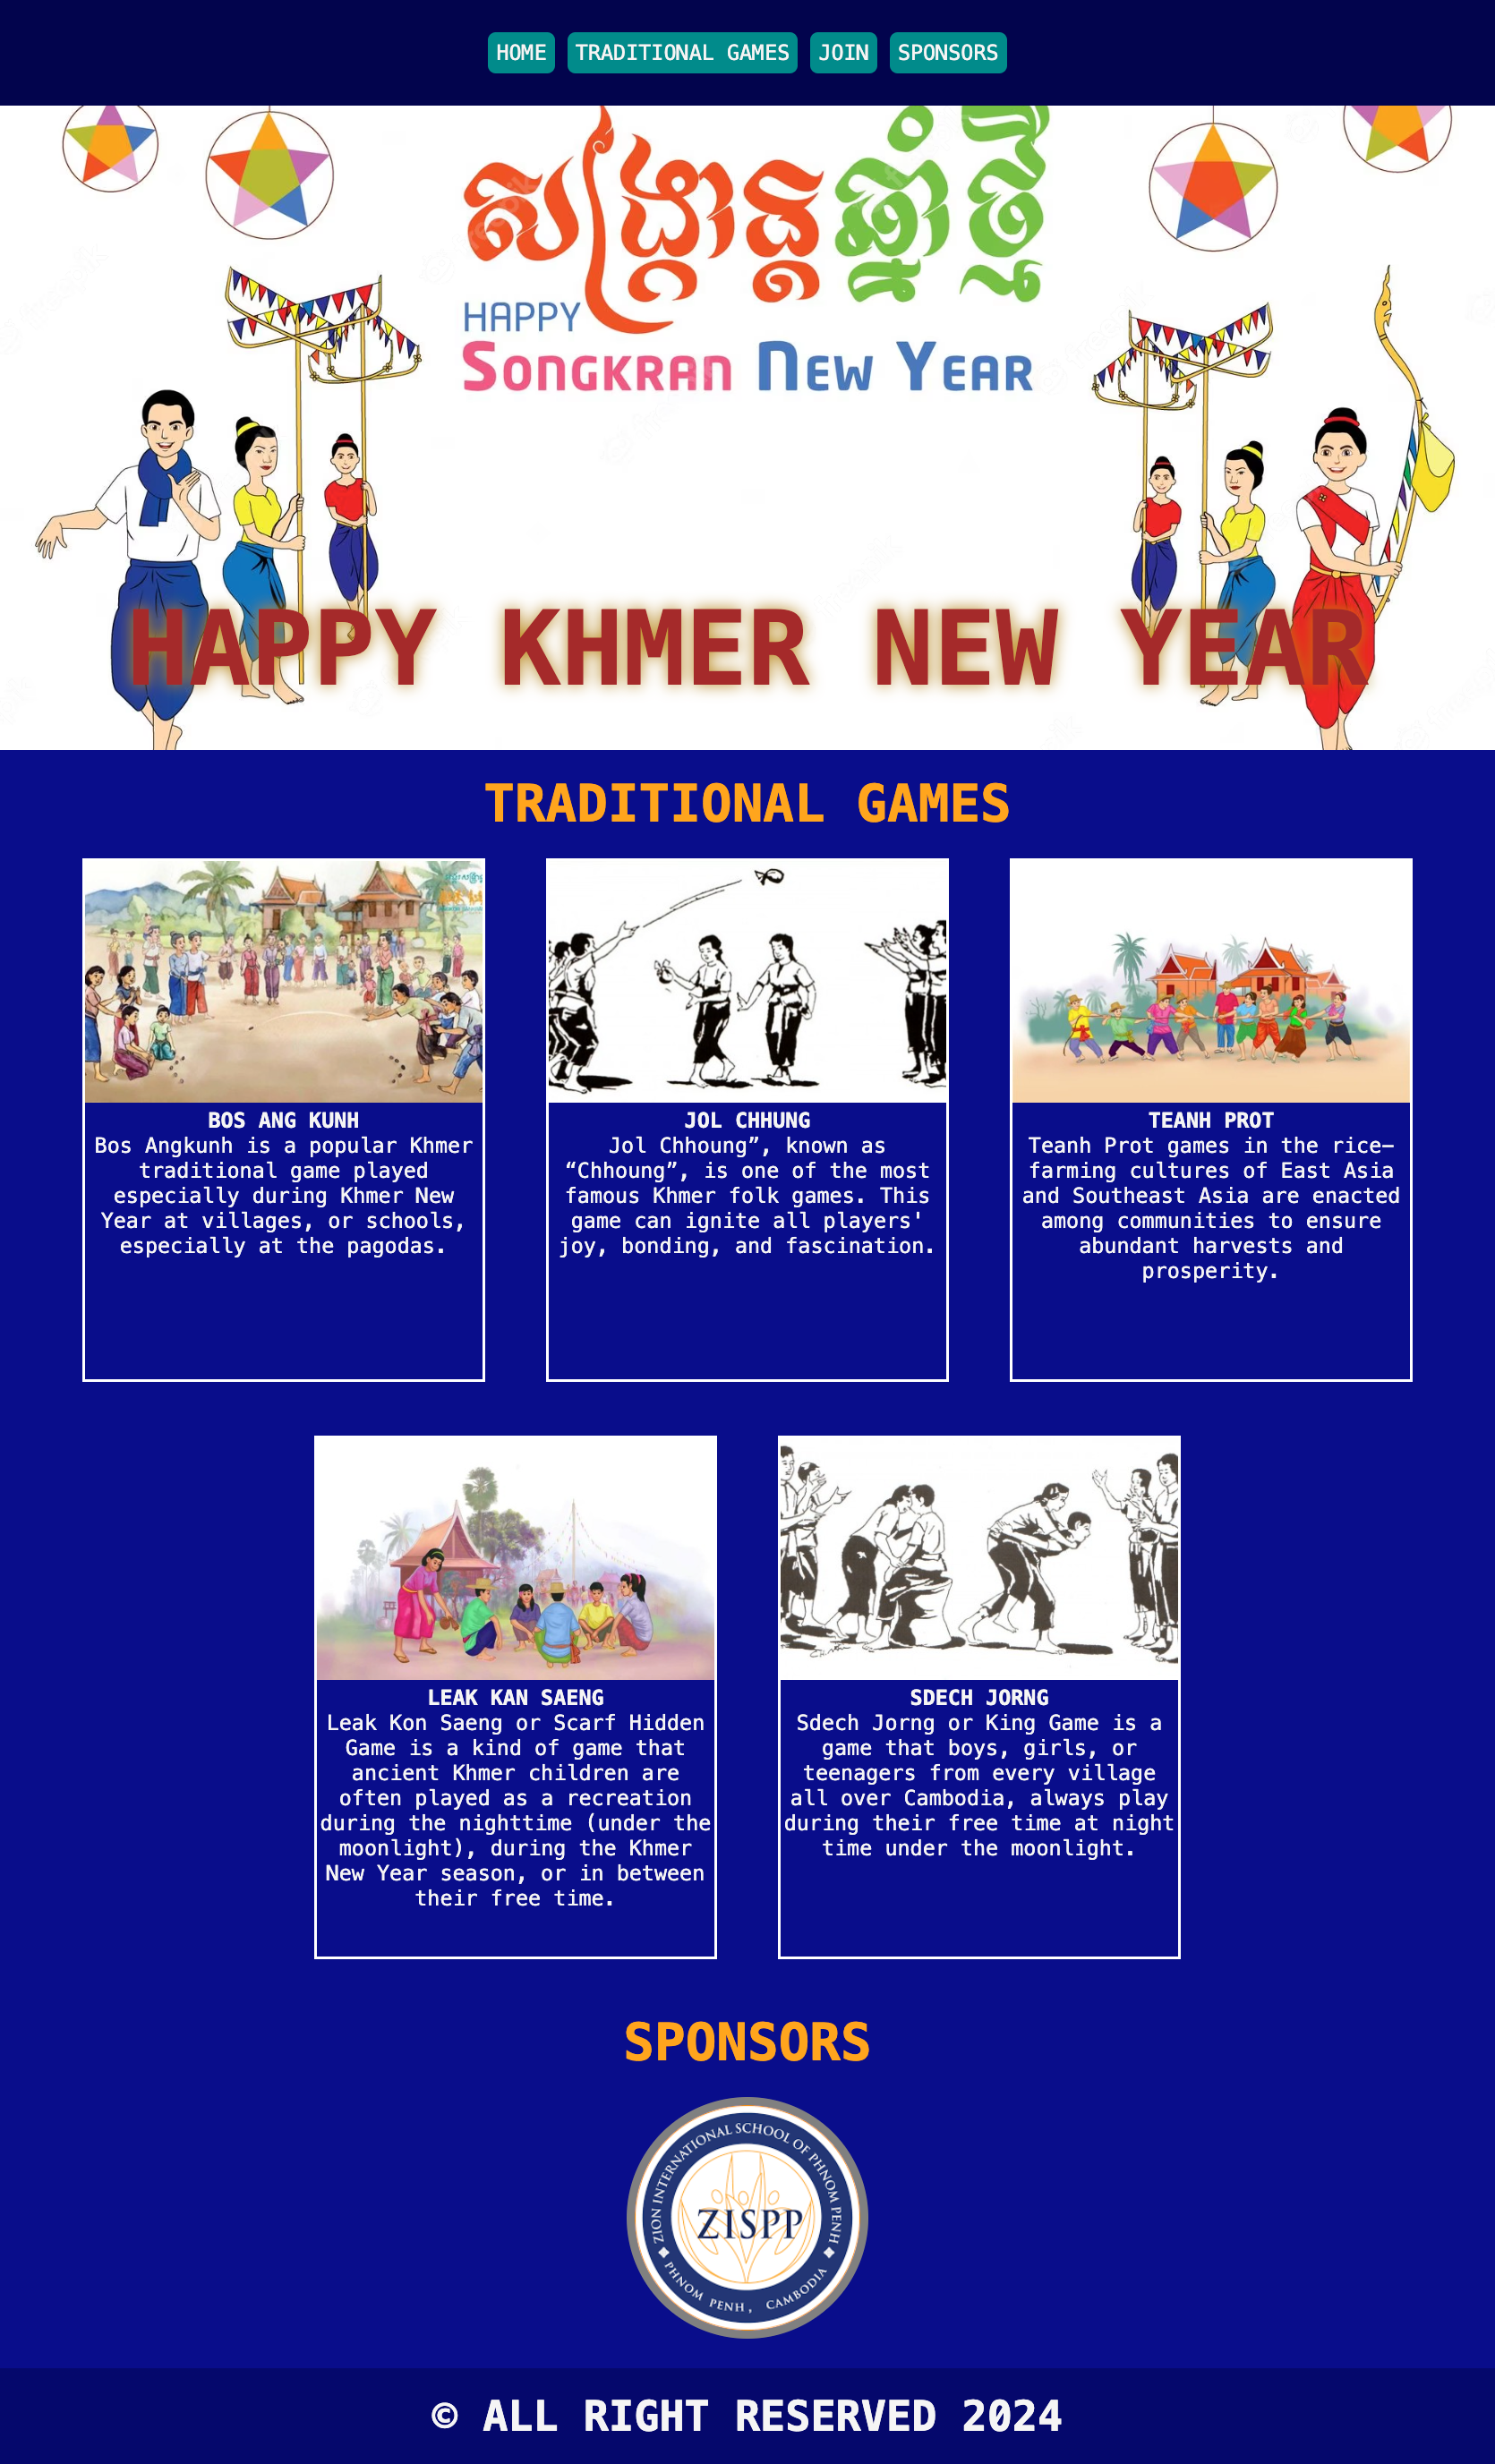 HOME TRADITIONAL GAMES JOIN SPONSORS
សង្ក្រាន្តឆ្នាំថ្មី
HAPPY
SONGKRAN NEW YEAR
HAPPY KHMER NEW YEAR
TRADITIONAL GAMES
BOS ANG KUNH
Bos Angkunh is a popular Khmer
traditional game played
especially during Khmer New
Year at villages, or schools,
especially at the pagodas.
JOL CHHUNG
Jol Chhoung”, known as
“Chhoung”, is one of the most
famous Khmer folk games. This
game can ignite all players'
joy, bonding, and fascination.
TEANH PROT
Teanh Prot games in the rice-
farming cultures of East Asia
and Southeast Asia are enacted
among communities to ensure
abundant harvests and
prosperity.
LEAK KAN SAENG
Leak Kon Saeng or Scarf Hidden
Game is a kind of game that
ancient Khmer children are
often played as a recreation
during the nighttime (under the
moonlight), during the Khmer
New Year season, or in between
their free time.
SDECH JORNG
Sdech Jorng or King Game is a
game that boys, girls, or
teenagers from every village
all over Cambodia, always play
during their free time at night
time under the moonlight.
SPONSORS
ZION INTERNATIONAL SCHOOL OF PHNOM PENH
ZISPP
PHNOM PENH, CAMBODIA
© ALL RIGHT RESERVED 2024